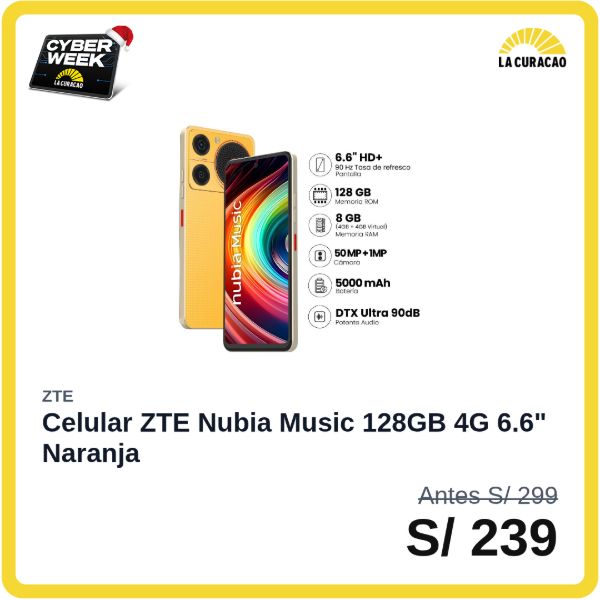 CYBER
WEEK
LA CURACAO
LA CURACAO
nubia Music
6.6" HD+
90 Hz Tasa de refresco
Pantalla
128 GB
Memoria ROM
8 GB
(4GB + 4GB Virtual)
Memoria RAM
50MP+1MP
Cámara
5000 mAh
Batería
DTX Ultra 90dB
Potente Audio
ZTE
Celular ZTE Nubia Music 128GB 4G 6.6"
Naranja
Antes S/ 299
S/ 239